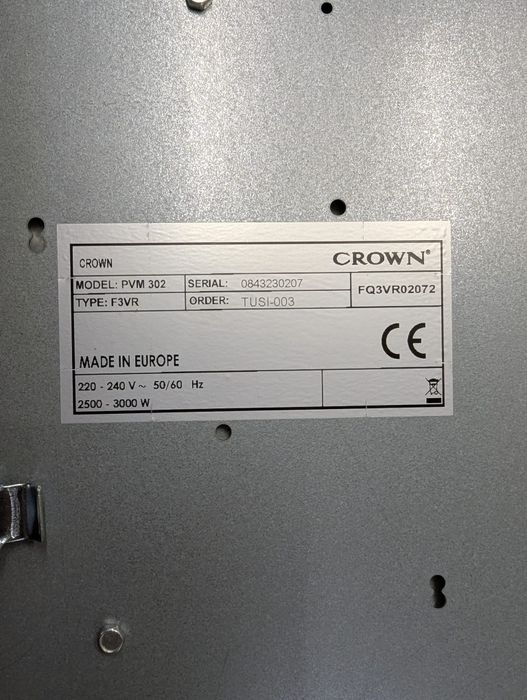 CROWN
CROWN®
MODEL: PVM 302
SERIAL: 0843230207
FQ3VR02072
TYPE: F3VR
ORDER: TUSI-003
CE
MADE IN EUROPE
220 - 240 V ~ 50/60 Hz
2500 - 3000 W